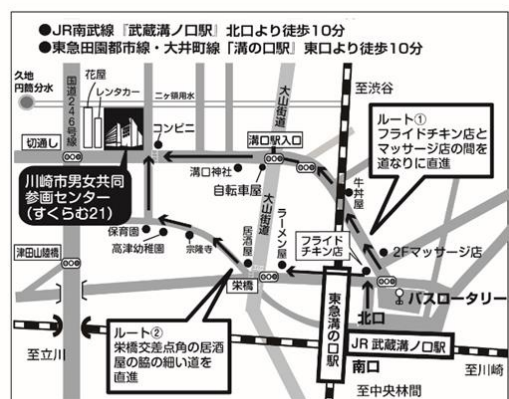 ●JR南武線『武蔵溝ノ口駅』北口より徒歩10分
●東急田園都市線・大井町線「溝の口駅」東口より徒歩10分
久地
円筒分水
国道246号線
花屋
レンタカー
二ヶ領用水
大山街道
至渋谷
切通し
コンビニ
溝口駅入口
ルート①
フライドチキン店と
マッサージ店の間を
道なりに直進
川崎市男女共同
参画センター
(すくらむ21)
溝口神社
自転車屋
牛丼屋
大山街道
保育園
高津幼稚園
宗隆寺
居酒屋
ラーメン屋
フライド
チキン店
2Fマッサージ店
津田山陸橋
栄橋
バスロータリー
北口
ルート②
栄橋交差点角の居酒
屋の脇の細い道を
直進
東急溝の口駅
JR 武蔵溝ノ口駅
南口
至立川
至川崎
至中央林間